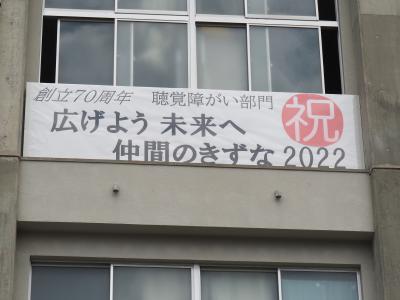 創立70周年 聴覚障がい部門
祝
広げよう 未来へ
仲間のきずな 2022